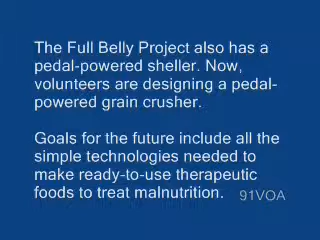 The Full Belly Project also has a
pedal-powered sheller. Now,
volunteers are designing a pedal-
powered grain crusher.
Goals for the future include all the
simple technologies needed to
make ready-to-use therapeutic
foods to treat malnutrition.
91VOA